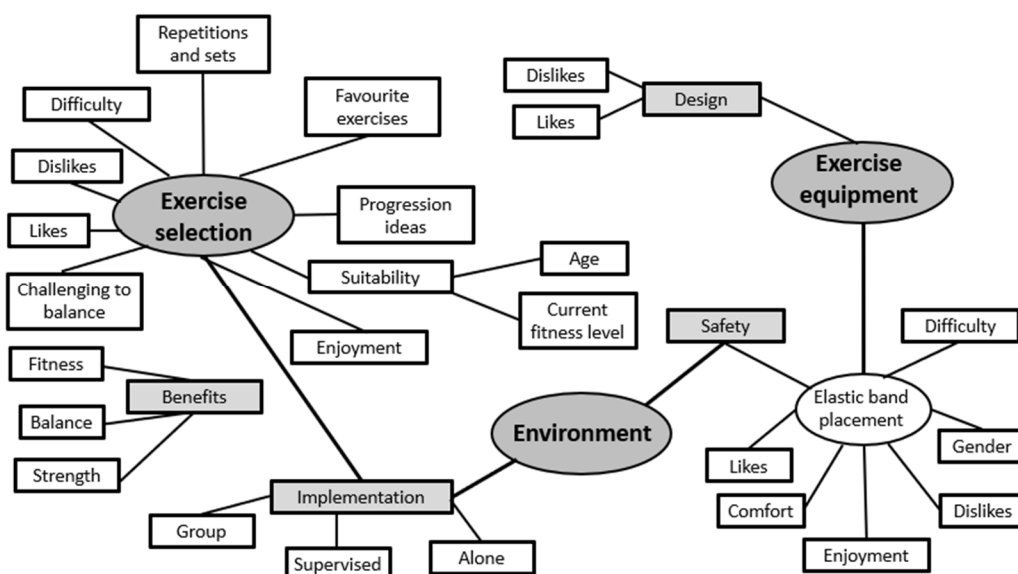 Repetitions
and sets
Difficulty
Favourite
exercises
Dislikes
Exercise
selection
Likes
Progression
ideas
Challenging to
balance
Suitability
Age
Current
fitness level
Enjoyment
Fitness
Benefits
Balance
Strength
Implementation
Group
Supervised
Alone
Environment
Safety
Dislikes
Likes
Design
Exercise
equipment
Elastic band
placement
Difficulty
Gender
Likes
Comfort
Enjoyment
Dislikes